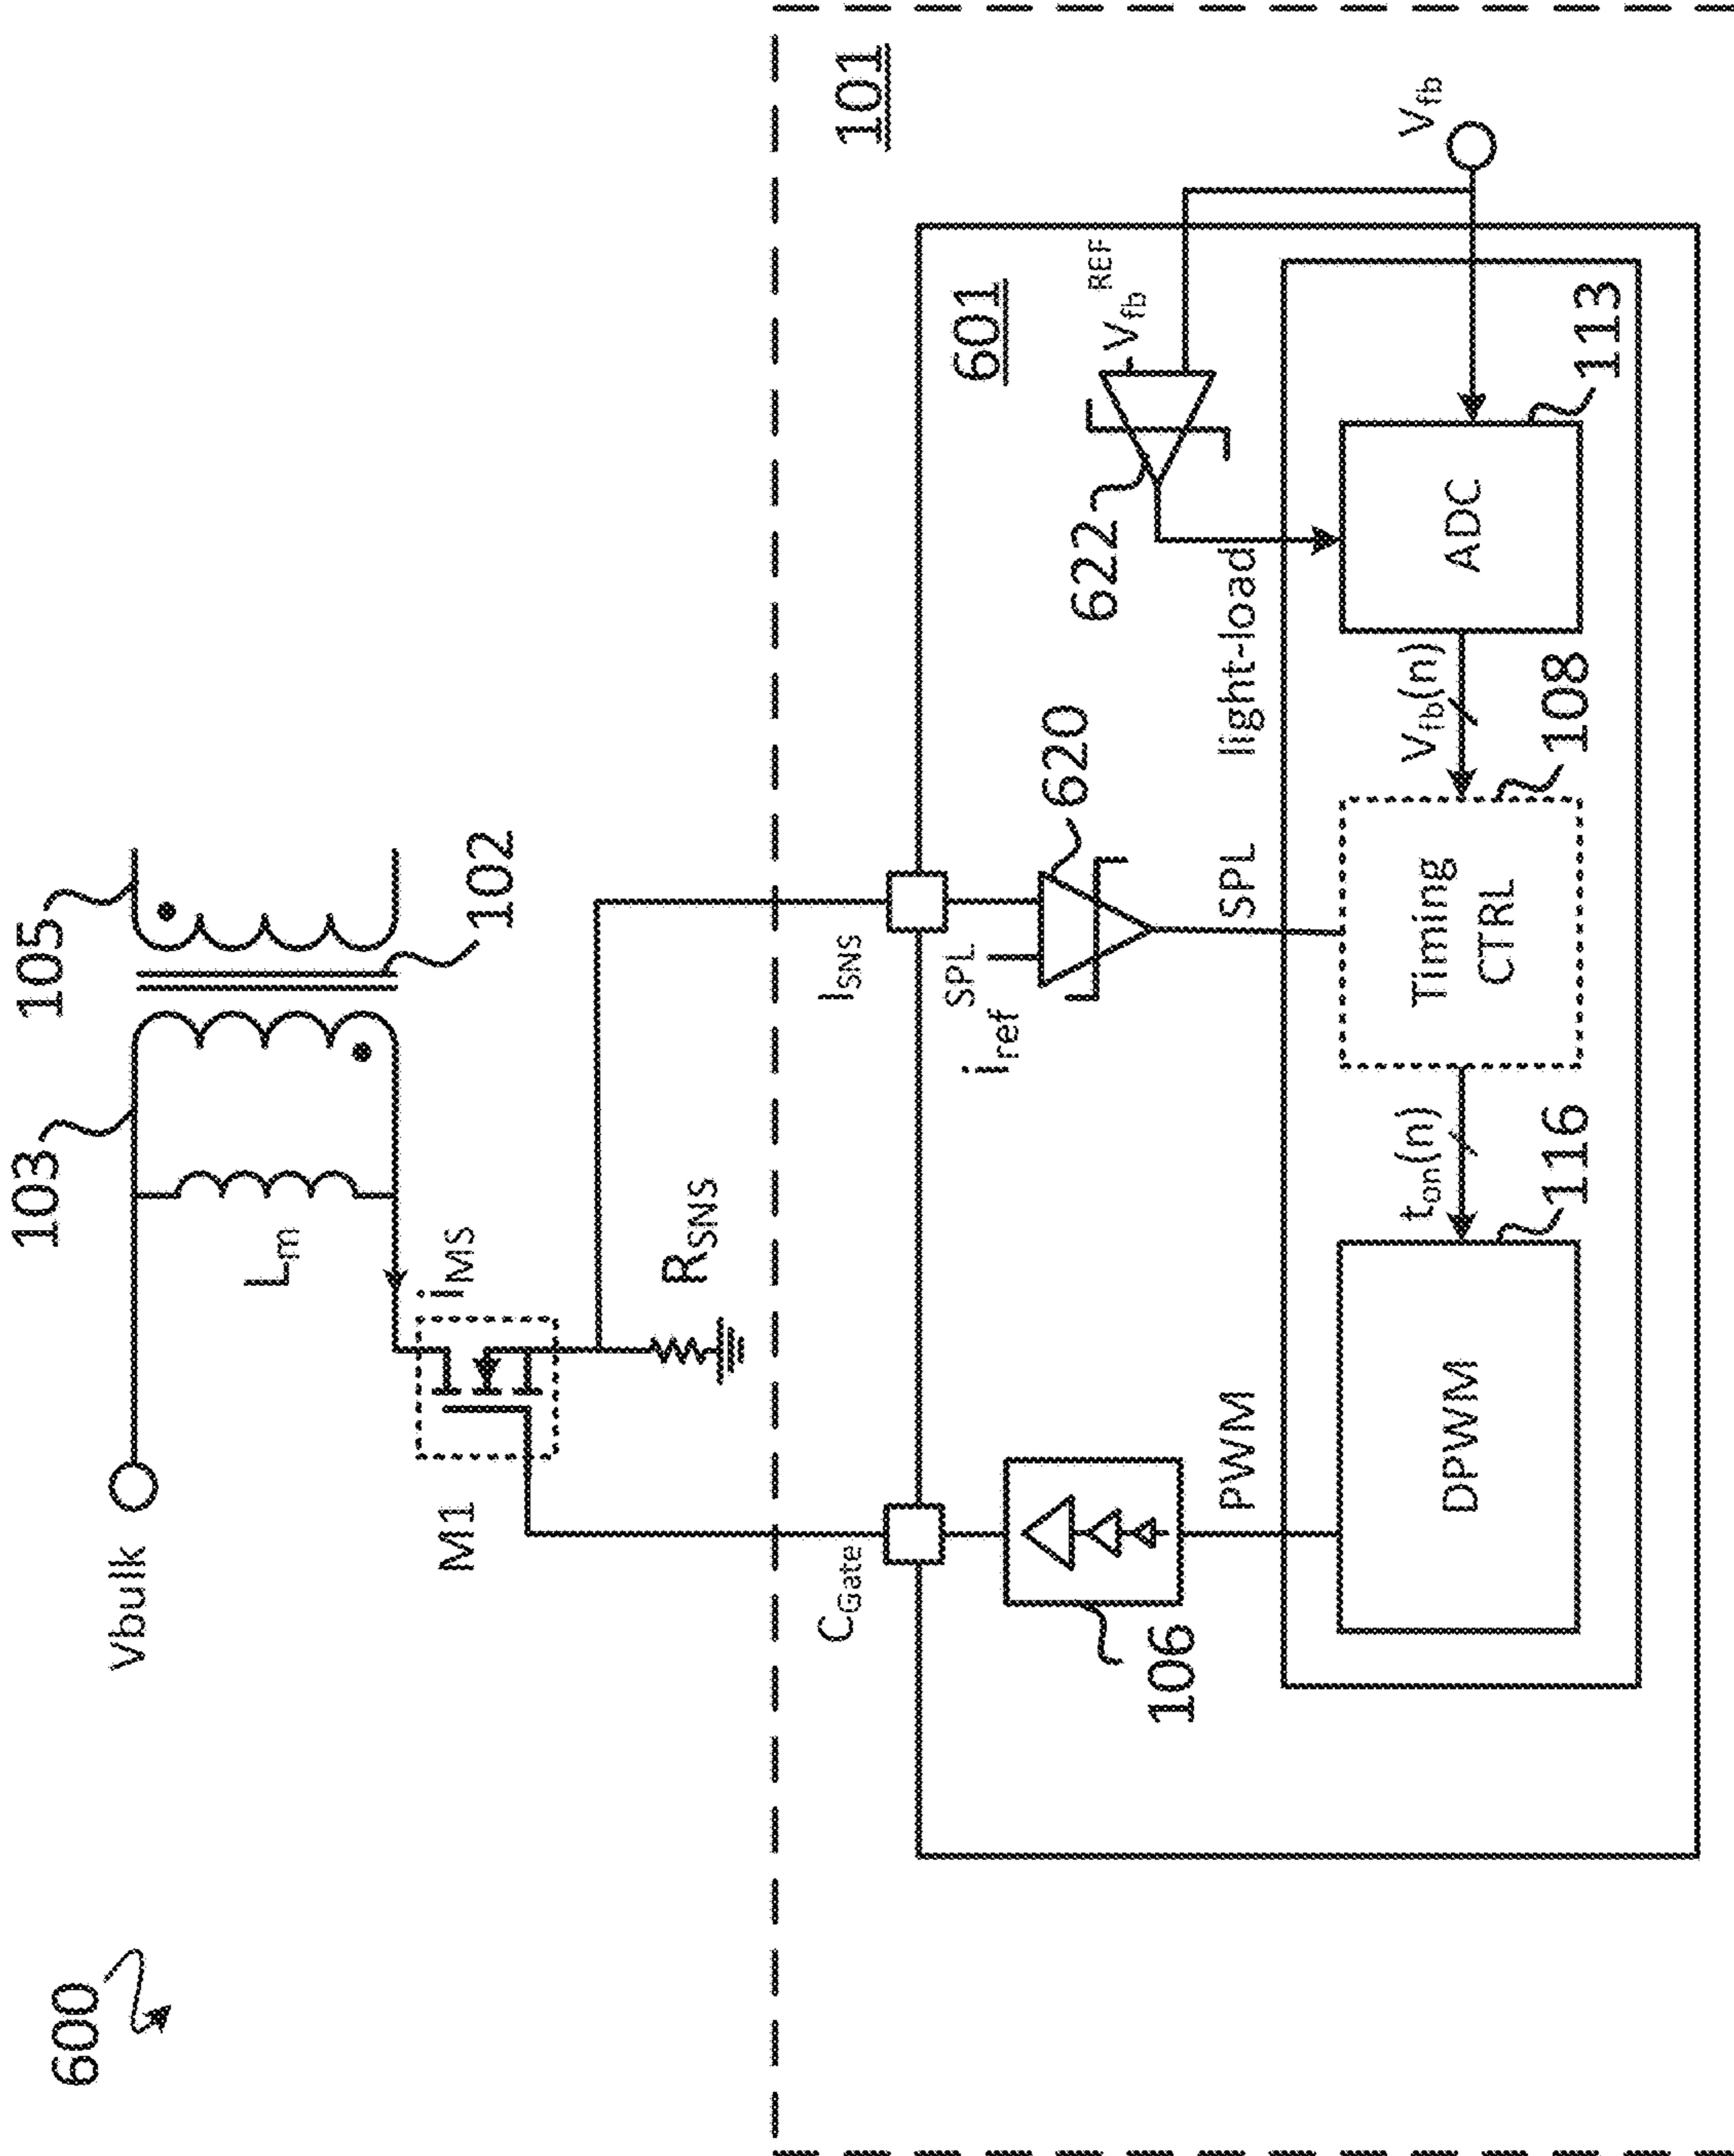 600
Vbulk
103
105
Lm
102
M1
iMS
RSNS
CGate
ISNS
101
iref SPL
601
106
620
622
Vfb REF
Vfb
PWM
SPL
light-load
DPWM
ton(n)
Timing
CTRL
Vfb(n)
ADC
116
108
113